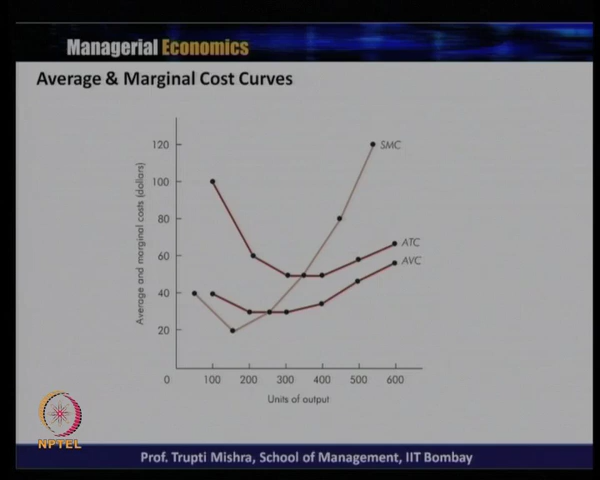 Managerial Economics
Average & Marginal Cost Curves
Average and marginal costs (dollars)
120
100
80
60
40
20
0
100
200
300
400
500
600
SMC
ATC
AVC
Units of output
NPTEL
Prof. Trupti Mishra, School of Management, IIT Bombay